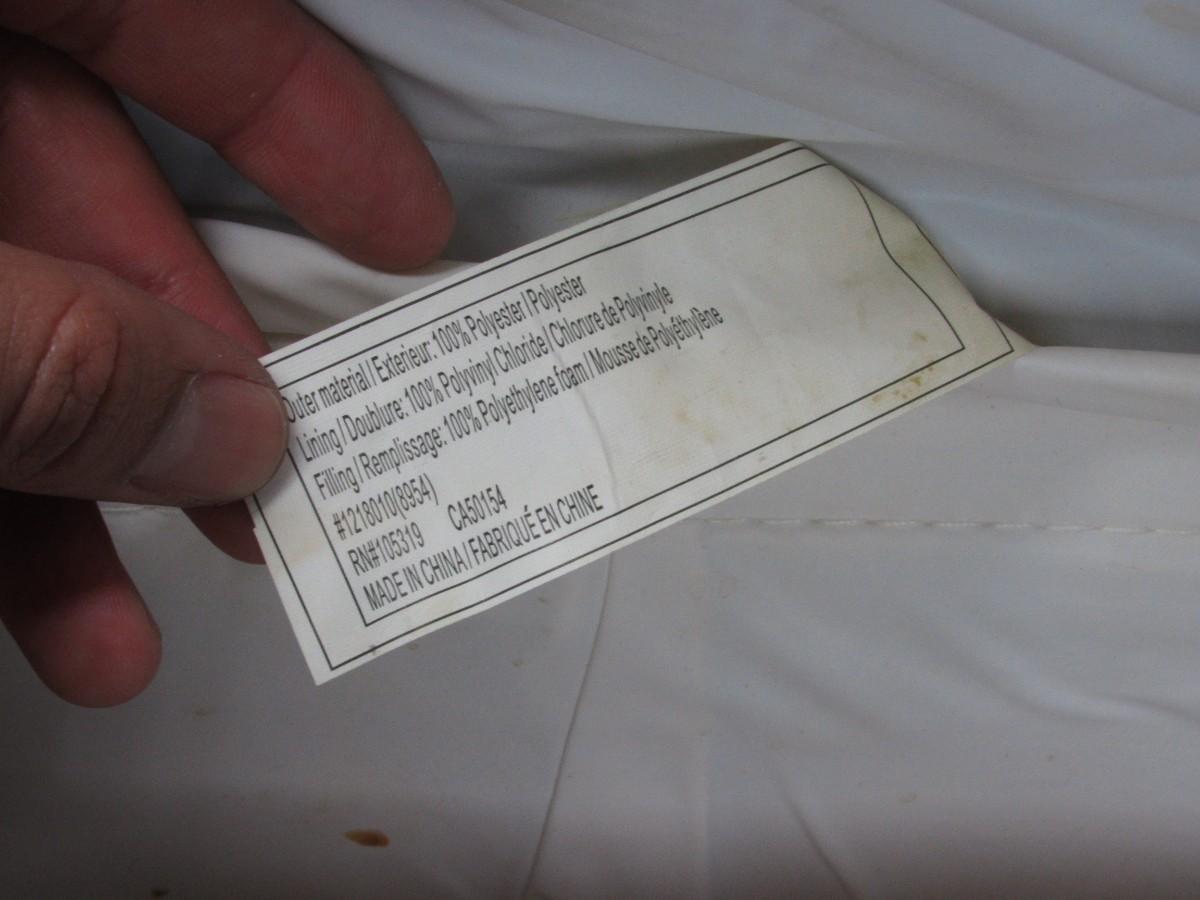 Outer material / Exterieur: 100% Polyester / Polyester
Lining / Doublure: 100% Polyvinyl Chloride / Chlorure de Polyvinyle
Filling / Remplissage: 100% Polyethylene foam / Mousse de Polyéthylène
#1218010(8954)
RN#105319 CA50154
MADE IN CHINA / FABRIQUÉ EN CHINE